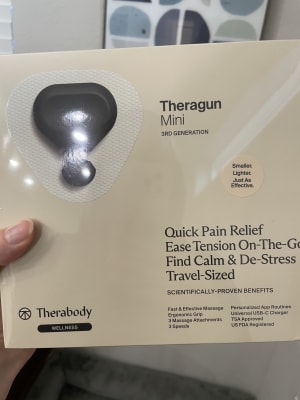 Theragun
Mini
3RD GENERATION
Smaller.
Lighter.
Just As
Effective.
Quick Pain Relief
Ease Tension On-The-Go
Find Calm & De-Stress
Travel-Sized
SCIENTIFICALLY-PROVEN BENEFITS
Fast & Effective Massage
Ergonomic Grip
3 Massage Attachments
3 Speeds
Personalized App Routines
Universal USB-C Charger
TSA Approved
US FDA Registered
Therabody
WELLNESS